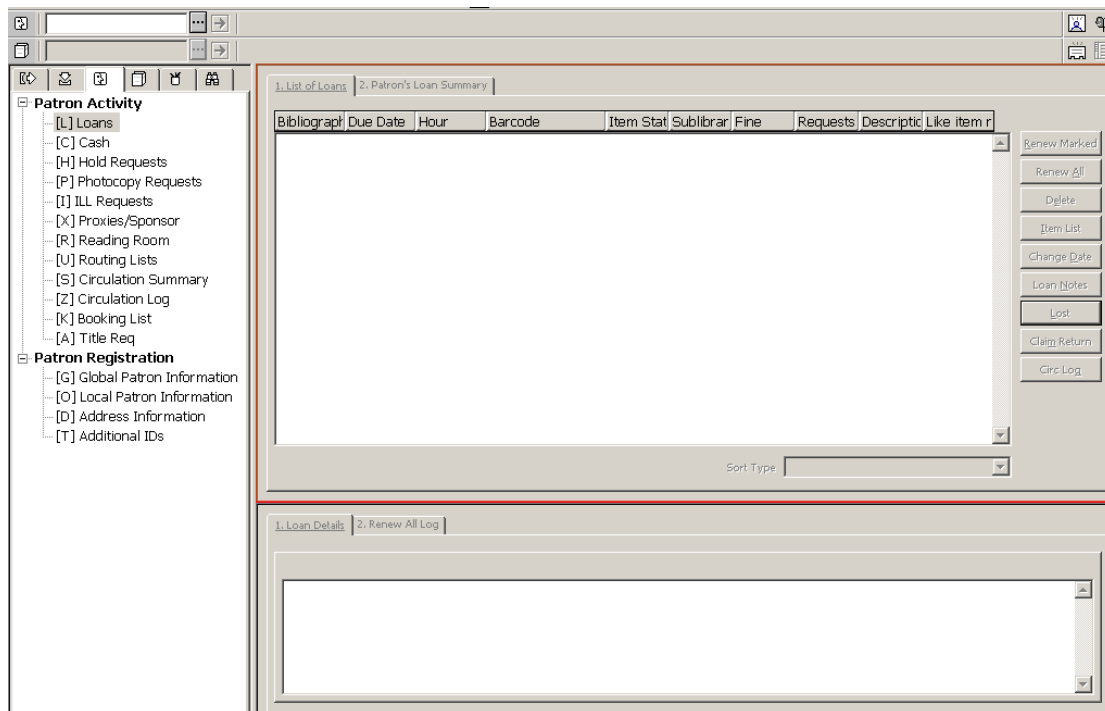 Patron Activity
[L] Loans
[C] Cash
[H] Hold Requests
[P] Photocopy Requests
[I] ILL Requests
[X] Proxies/Sponsor
[R] Reading Room
[U] Routing Lists
[S] Circulation Summary
[Z] Circulation Log
[K] Booking List
[A] Title Req
Patron Registration
[G] Global Patron Information
[O] Local Patron Information
[D] Address Information
[T] Additional IDs
1. List of Loans 2. Patron's Loan Summary
Bibliograph Due Date Hour Barcode Item Stat Sublibrar Fine Requests Descriptic Like item r
Renew Marked
Renew All
Delete
Item List
Change Date
Loan Notes
Lost
Claim Return
Circ Log
Sort Type
1. Loan Details 2. Renew All Log